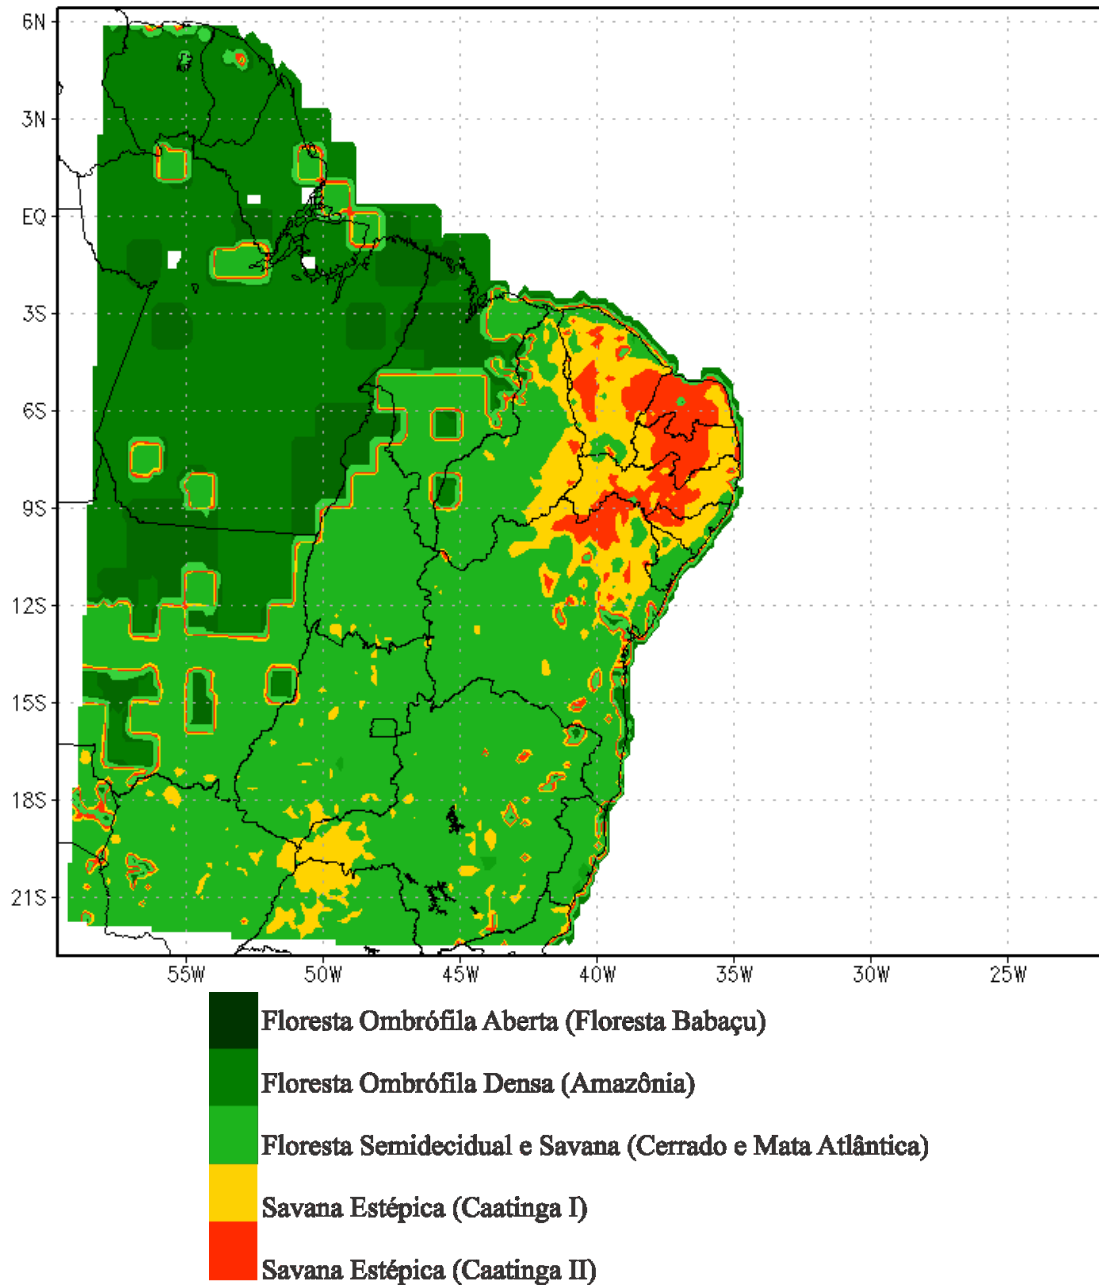 6N
3N
EQ
3S
6S
9S
12S
15S
18S
21S
55W 50W 45W 40W 35W 30W 25W
Floresta Ombrófila Aberta (Floresta Babaçu)
Floresta Ombrófila Densa (Amazônia)
Floresta Semidecidual e Savana (Cerrado e Mata Atlântica)
Savana Estépica (Caatinga I)
Savana Estépica (Caatinga II)